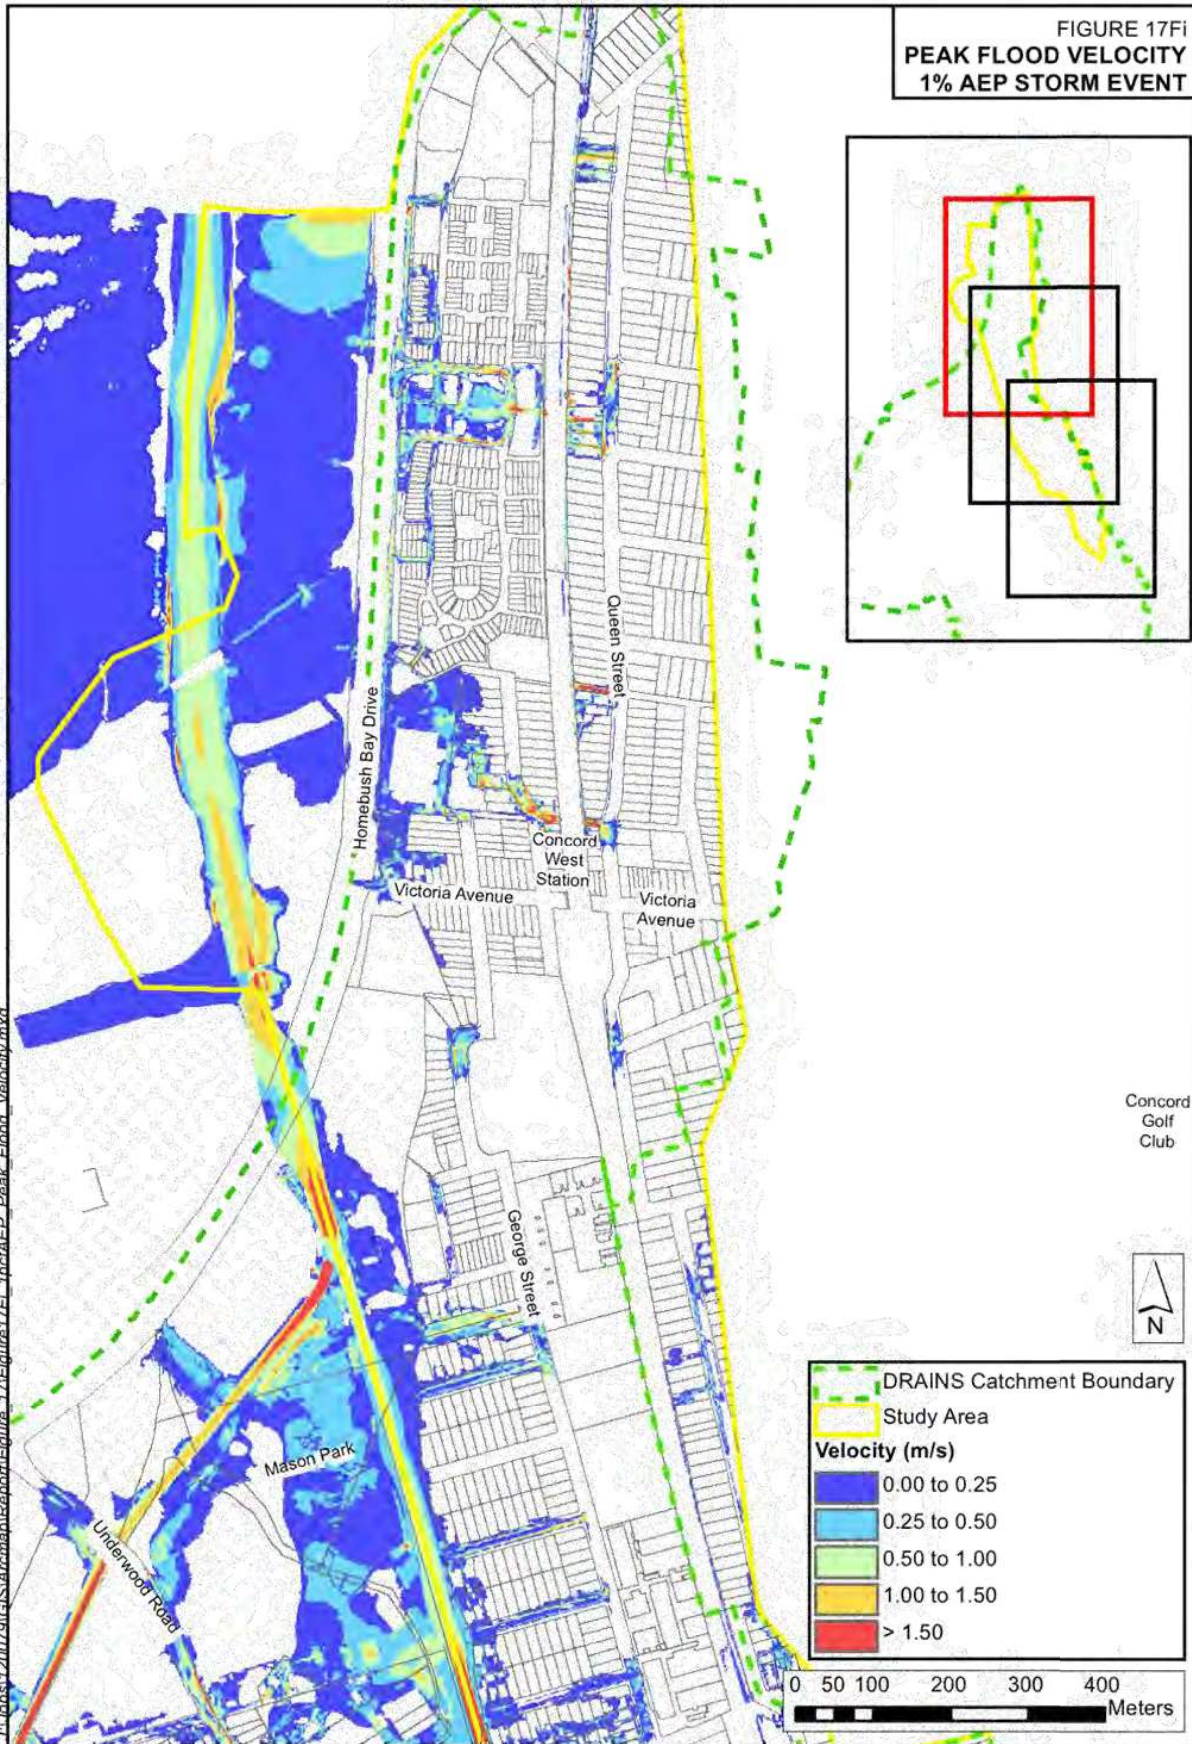 FIGURE 17Fi
PEAK FLOOD VELOCITY
1% AEP STORM EVENT
Queen Street
Homebush Bay Drive
Concord
West
Station
Victoria Avenue
Victoria
Avenue
Concord
Golf
Club
George Street
N
Mason Park
Underwood Road
DRAINS Catchment Boundary
Study Area
Velocity (m/s)
0.00 to 0.25
0.25 to 0.50
0.50 to 1.00
1.00 to 1.50
> 1.50
0 50 100 200 300 400
Meters